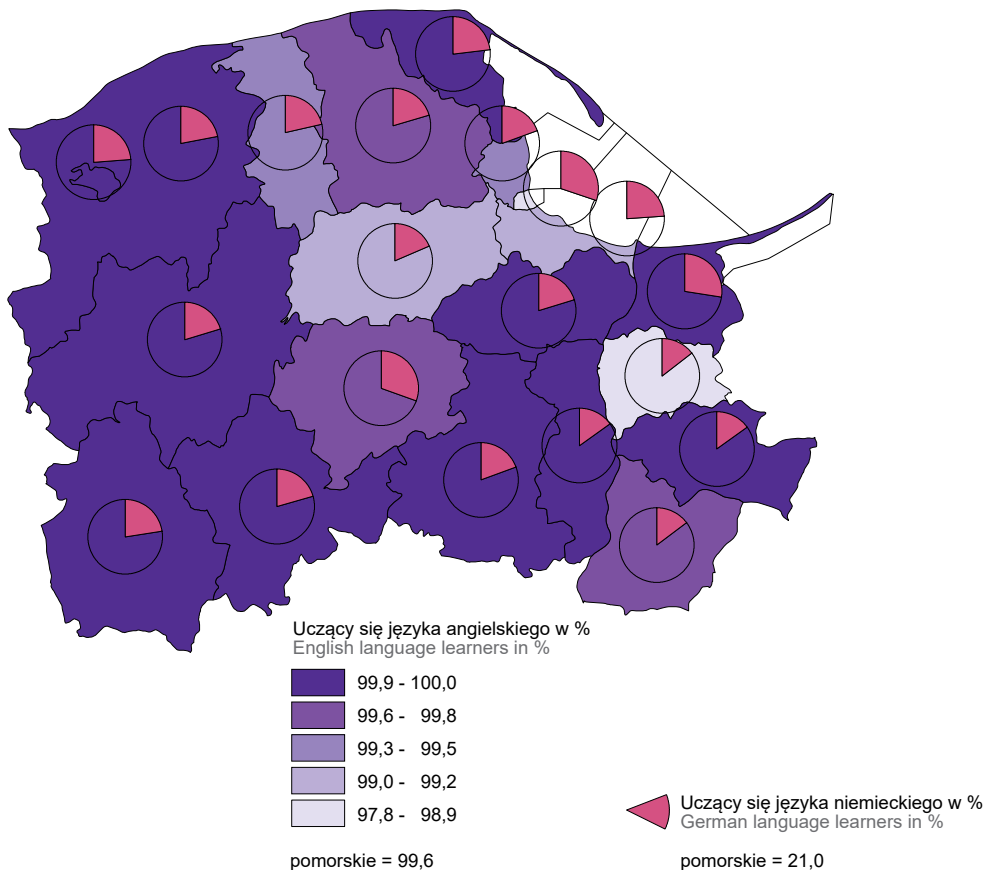 Uczący się języka angielskiego w %
English language learners in %
99,9 - 100,0
99,6 - 99,8
99,3 - 99,5
99,0 - 99,2
97,8 - 98,9
pomorskie = 99,6
Uczący się języka niemieckiego w %
German language learners in %
pomorskie = 21,0